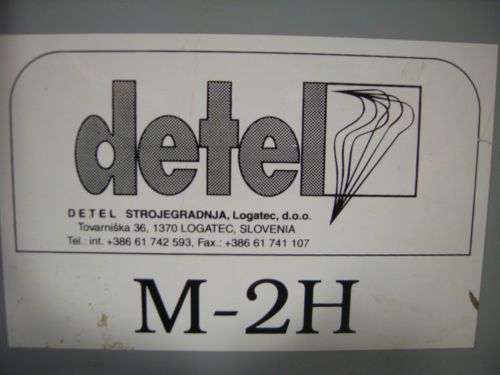 detel
DETEL STROJEGRADNJA, Logatec, d.o.o.
Tovarniška 36, 1370 LOGATEC, SLOVENIA
Tel.: int. +386 61 742 593, Fax.: +386 61 741 107
M-2H